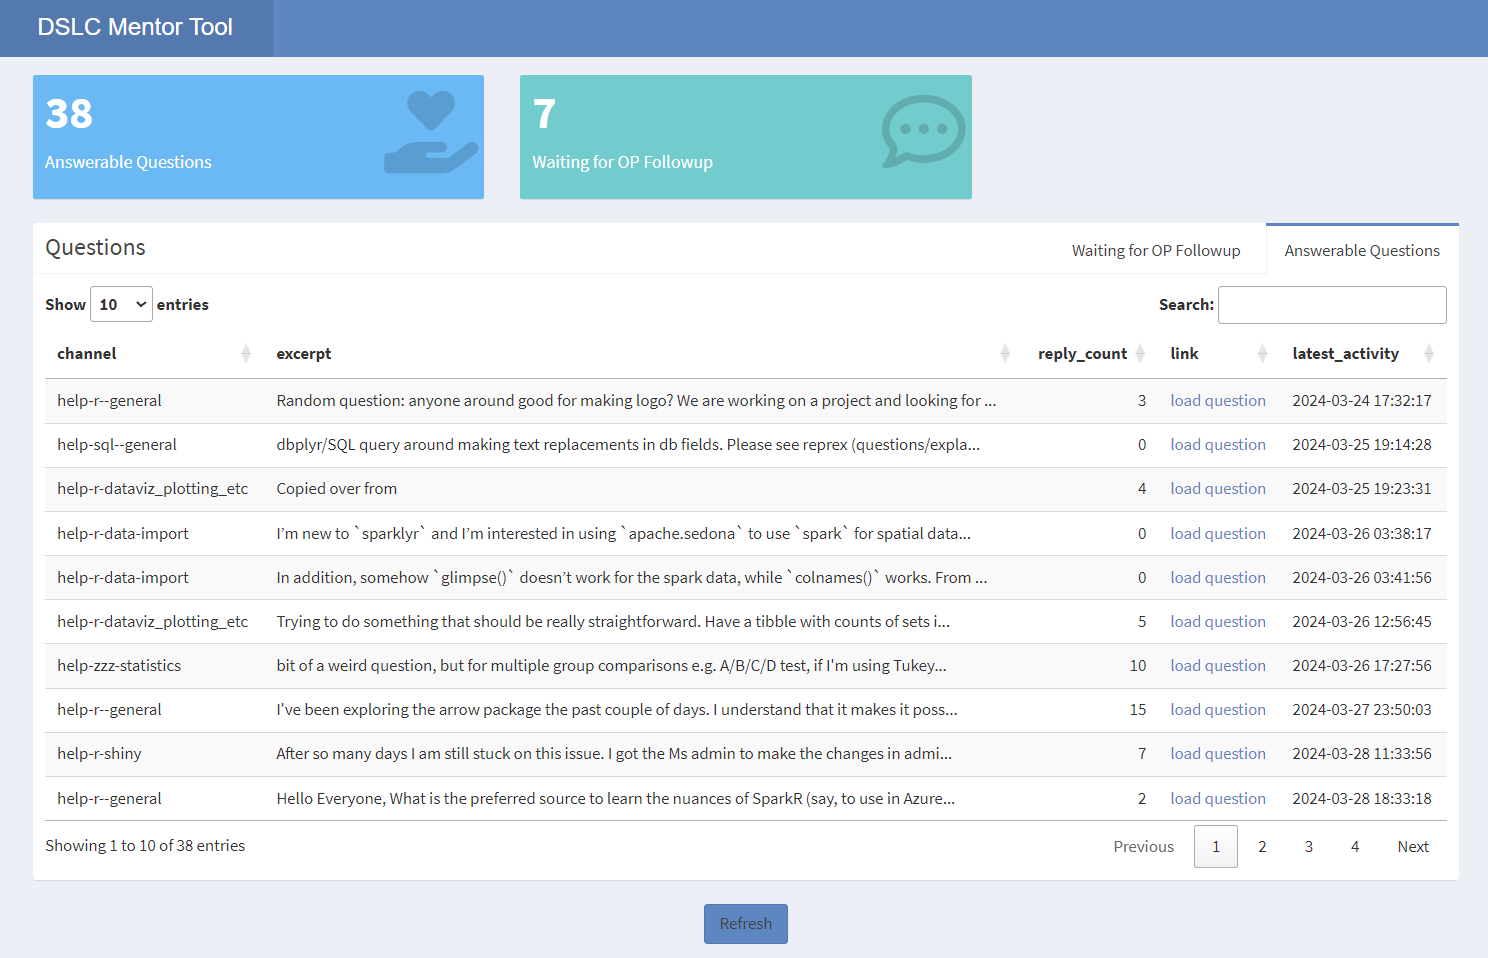 DSLC Mentor Tool
38
Answerable Questions
7
Waiting for OP Followup
Questions
Waiting for OP Followup
Answerable Questions
Show 10 entries
Search:
channel excerpt reply_count link latest_activity
help-r--general Random question: anyone around good for making logo? We are working on a project and looking for ... 3 load question 2024-03-24 17:32:17
help-sql--general dbplyr/SQL query around making text replacements in db fields. Please see reprex (questions/expla... 0 load question 2024-03-25 19:14:28
help-r-dataviz_plotting_etc Copied over from 4 load question 2024-03-25 19:23:31
help-r-data-import I’m new to `sparklyr` and I’m interested in using `apache.sedona` to use `spark` for spatial data... 0 load question 2024-03-26 03:38:17
help-r-data-import In addition, somehow `glimpse()` doesn’t work for the spark data, while `colnames()` works. From ... 0 load question 2024-03-26 03:41:56
help-r-dataviz_plotting_etc Trying to do something that should be really straightforward. Have a tibble with counts of sets i... 5 load question 2024-03-26 12:56:45
help-zzz-statistics bit of a weird question, but for multiple group comparisons e.g. A/B/C/D test, if I'm using Tukey... 10 load question 2024-03-26 17:27:56
help-r--general I've been exploring the arrow package the past couple of days. I understand that it makes it poss... 15 load question 2024-03-27 23:50:03
help-r-shiny After so many days I am still stuck on this issue. I got the Ms admin to make the changes in admi... 7 load question 2024-03-28 11:33:56
help-r--general Hello Everyone, What is the preferred source to learn the nuances of SparkR (say, to use in Azure... 2 load question 2024-03-28 18:33:18
Showing 1 to 10 of 38 entries
Previous 1 2 3 4 Next
Refresh